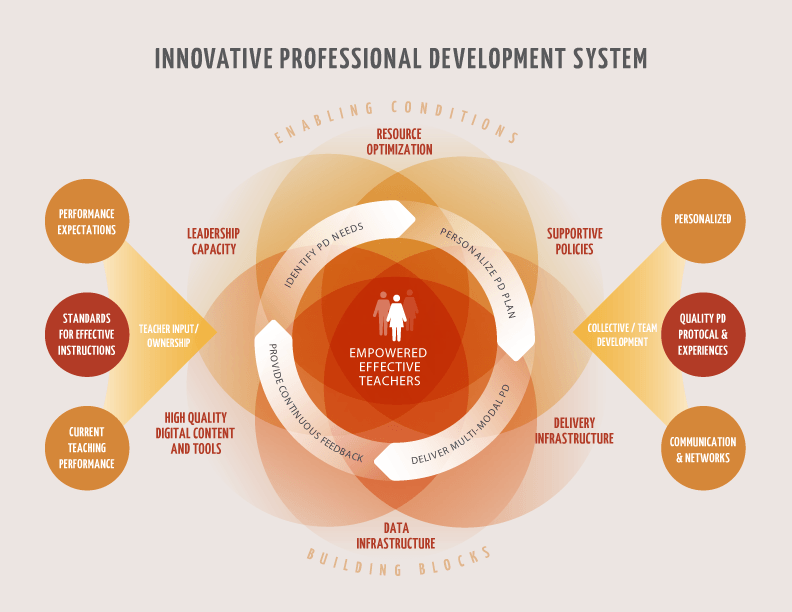 INNOVATIVE PROFESSIONAL DEVELOPMENT SYSTEM
ENABLING CONDITIONS
RESOURCE
OPTIMIZATION
LEADERSHIP
CAPACITY
SUPPORTIVE
POLICIES
PERFORMANCE
EXPECTATIONS
STANDARDS
FOR EFFECTIVE
INSTRUCTIONS
CURRENT
TEACHING
PERFORMANCE
TEACHER INPUT/
OWNERSHIP
IDENTIFY PD NEEDS
PERSONALIZE PD PLAN
DELIVER MULTI-MODAL PD
PROVIDE CONTINUOUS FEEDBACK
EMPOWERED
EFFECTIVE
TEACHERS
COLLECTIVE / TEAM
DEVELOPMENT
PERSONALIZED
QUALITY PD
PROTOCAL &
EXPERIENCES
COMMUNICATION
& NETWORKS
HIGH QUALITY
DIGITAL CONTENT
AND TOOLS
DELIVERY
INFRASTRUCTURE
DATA
INFRASTRUCTURE
BUILDING BLOCKS